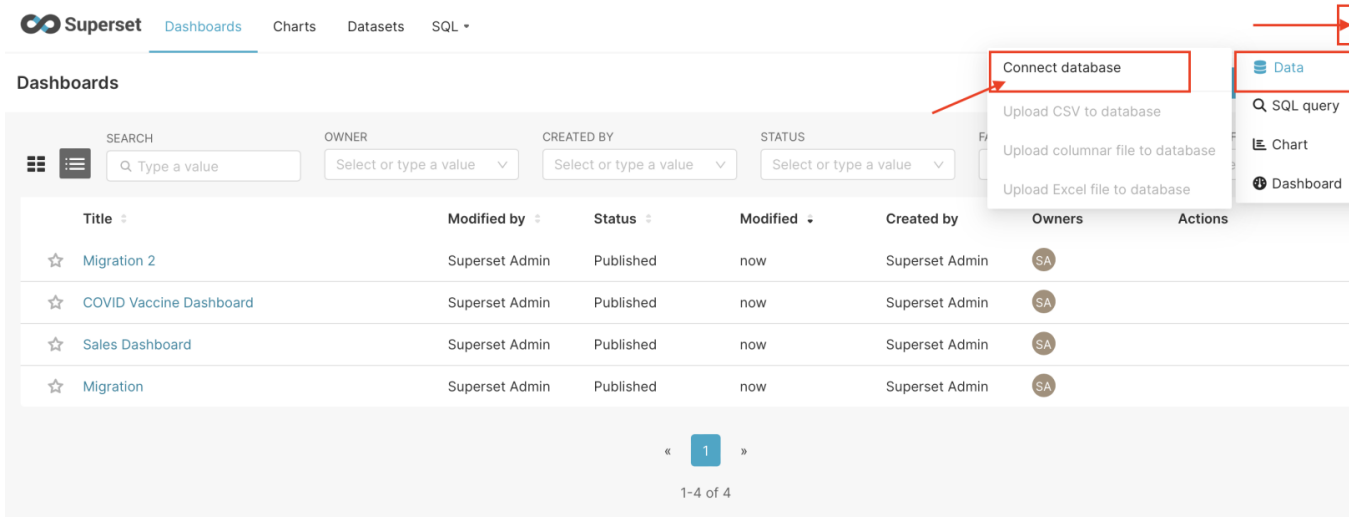 Superset Dashboards Charts Datasets SQL
Connect database
Data
Dashboards
Upload CSV to database
SQL query
SEARCH OWNER CREATED BY STATUS
Type a value Select or type a value Select or type a value Select or type a value
Upload columnar file to database
Chart
Upload Excel file to database
Dashboard
Title Modified by Status Modified Created by Owners Actions
Migration 2 Superset Admin Published now Superset Admin SA
COVID Vaccine Dashboard Superset Admin Published now Superset Admin SA
Sales Dashboard Superset Admin Published now Superset Admin SA
Migration Superset Admin Published now Superset Admin SA
« 1 »
1-4 of 4